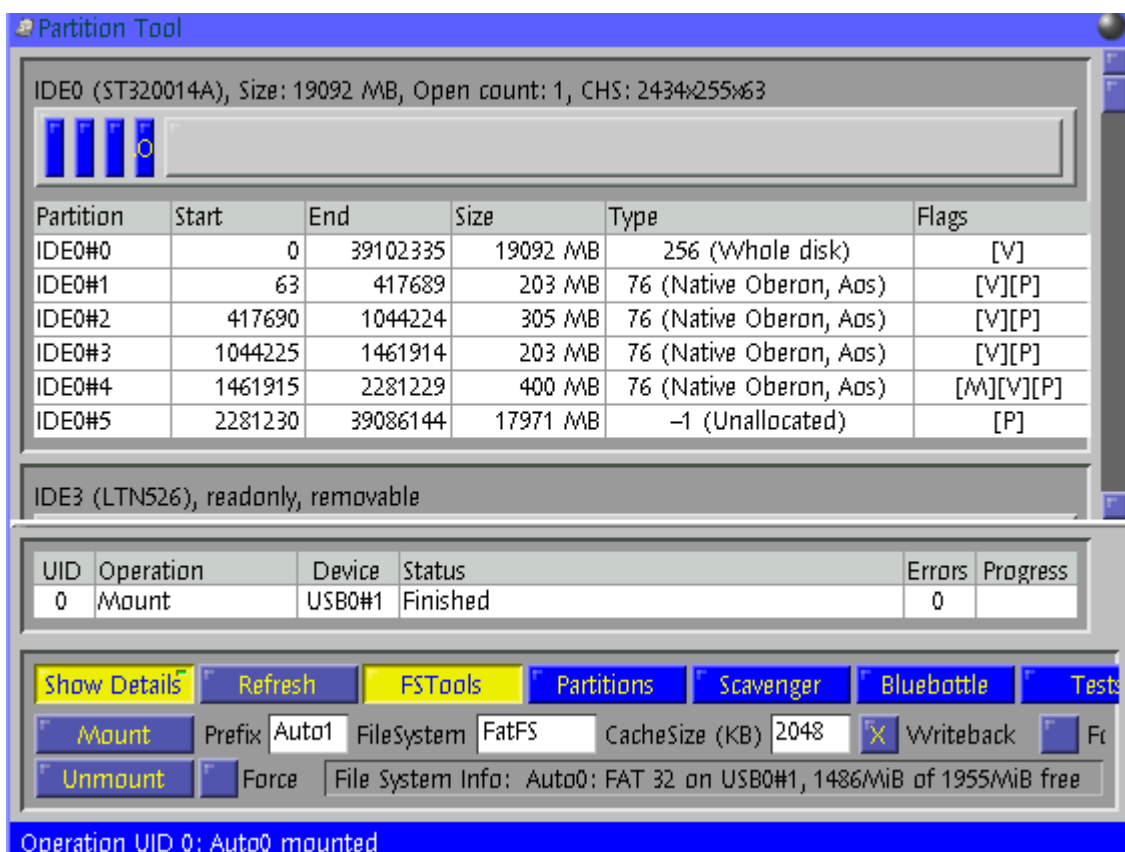 Partition Tool
IDE0 (ST320014A), Size: 19092 MB, Open count: 1, CHS: 2434x255x63
.O
Partition Start End Size Type Flags
IDE0#0 0 39102335 19092 MB 256 (Whole disk) [V]
IDE0#1 63 417689 203 MB 76 (Native Oberon, Aos) [V][P]
IDE0#2 417690 1044224 305 MB 76 (Native Oberon, Aos) [V][P]
IDE0#3 1044225 1461914 203 MB 76 (Native Oberon, Aos) [V][P]
IDE0#4 1461915 2281229 400 MB 76 (Native Oberon, Aos) [M][V][P]
IDE0#5 2281230 39086144 17971 MB –1 (Unallocated) [P]
IDE3 (LTN526), readonly, removable
UID Operation Device Status Errors Progress
0 Mount USB0#1 Finished 0
Show Details Refresh FSTools Partitions Scavenger Bluebottle Tests
Mount Prefix Auto1 FileSystem FatFS CacheSize (KB) 2048 X Writeback
Unmount Force File System Info: Auto0: FAT 32 on USB0#1, 1486MiB of 1955MiB free
Operation UID 0: Auto0 mounted